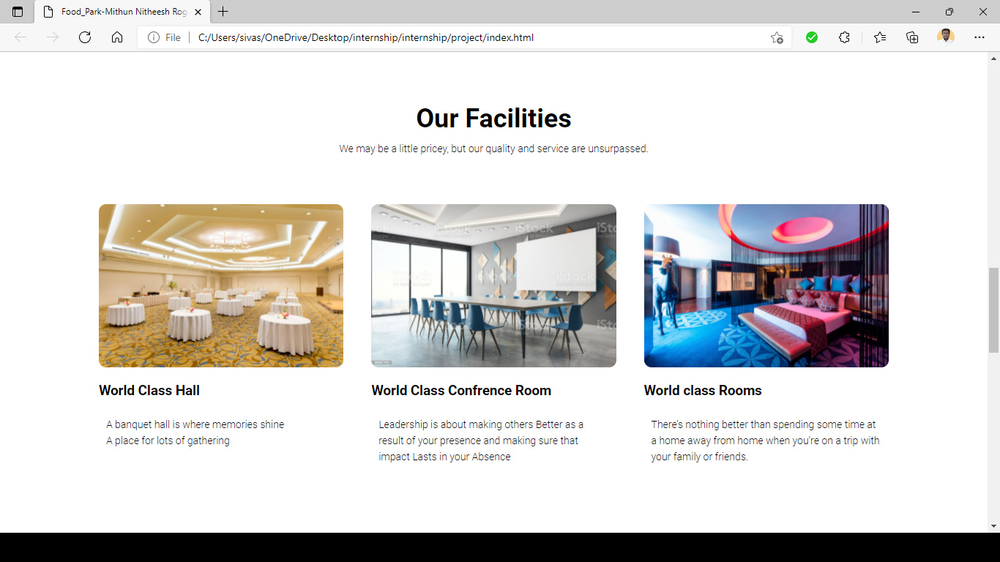 Food_Park-Mithun Nitheesh Rog
File
C:/Users/sivas/OneDrive/Desktop/internship/internship/project/index.html
Our Facilities
We may be a little pricey, but our quality and service are unsurpassed.
iStock
iStock
iStock
iStock
iStock
iStock
World Class Hall
World Class Confrence Room
World class Rooms
A banquet hall is where memories shine
A place for lots of gathering
Leadership is about making others Better as a
result of your presence and making sure that
impact Lasts in your Absence
There's nothing better than spending some time at
a home away from home when you're on a trip with
your family or friends.